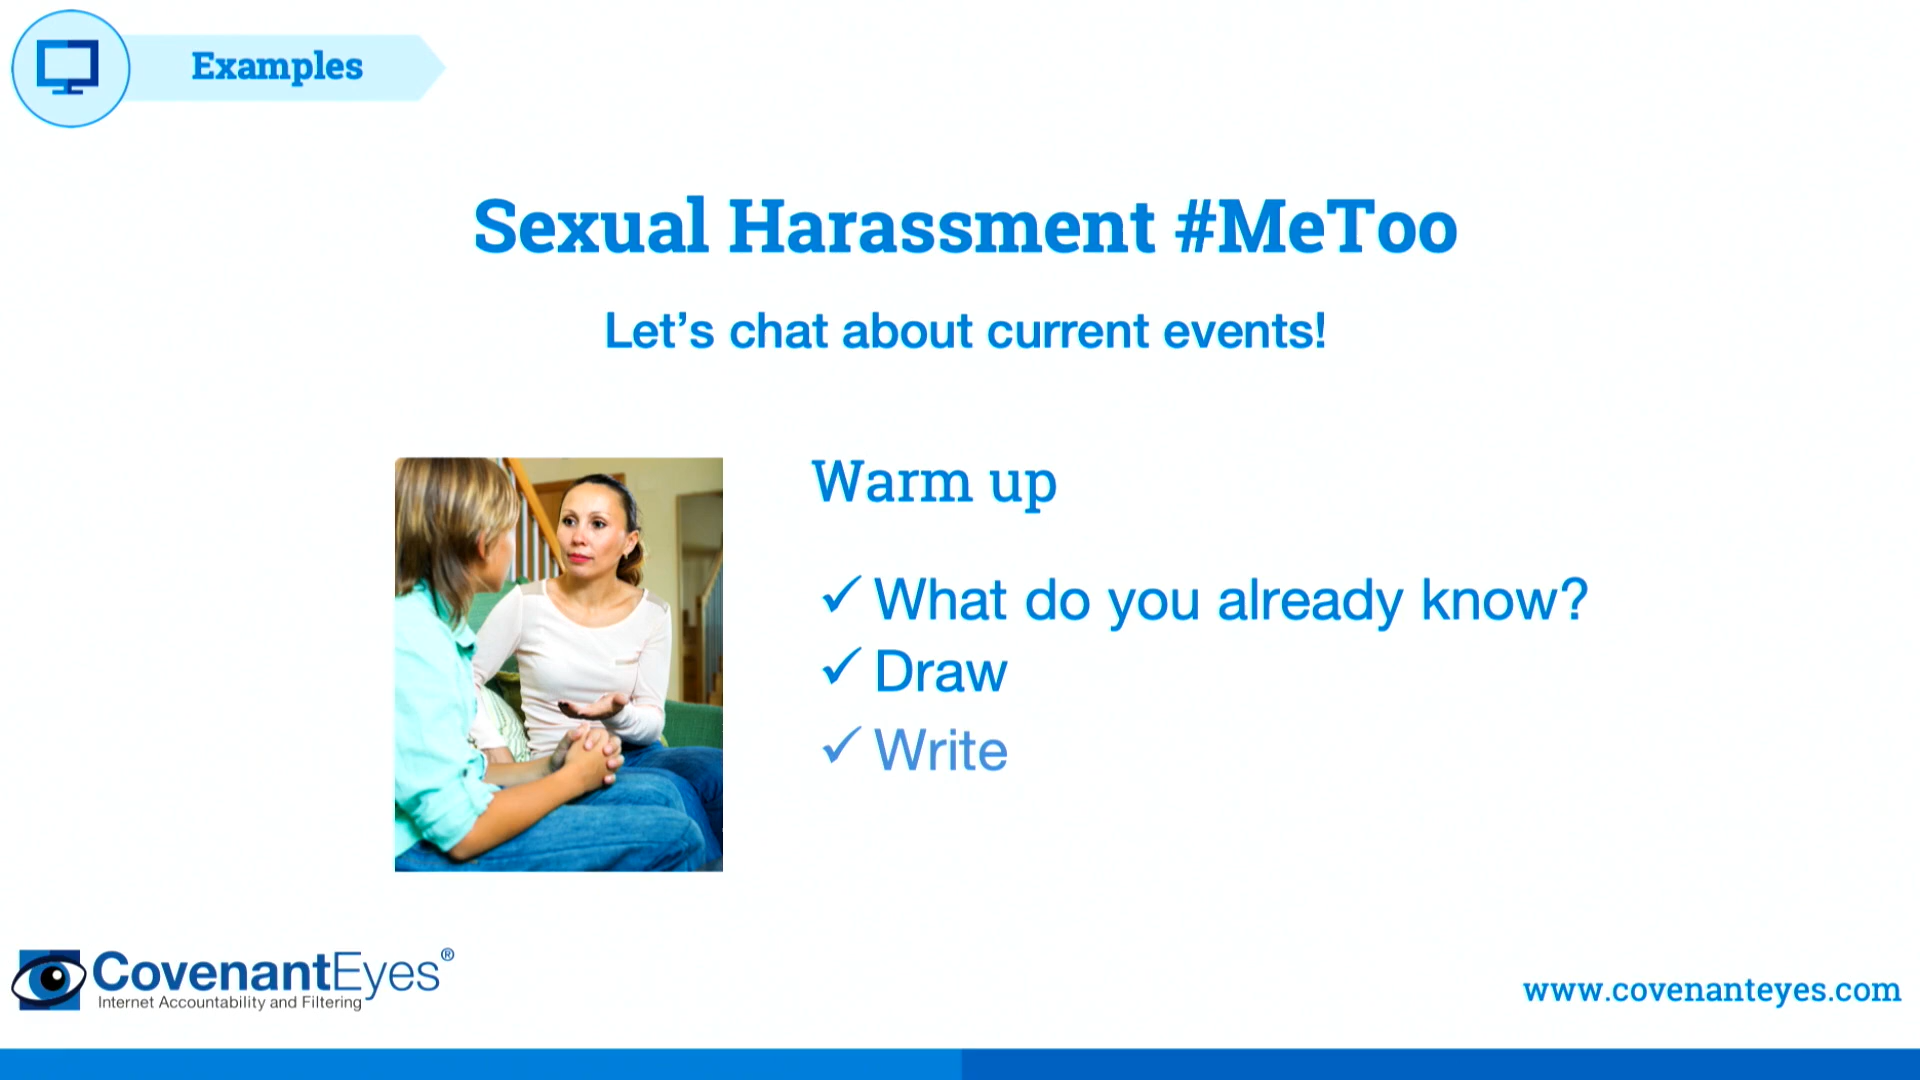 Examples
Sexual Harassment #MeToo
Let's chat about current events!
Warm up
✓ What do you already know?
✓ Draw
✓ Write
CovenantEyes®
Internet Accountability and Filtering
www.covenanteyes.com